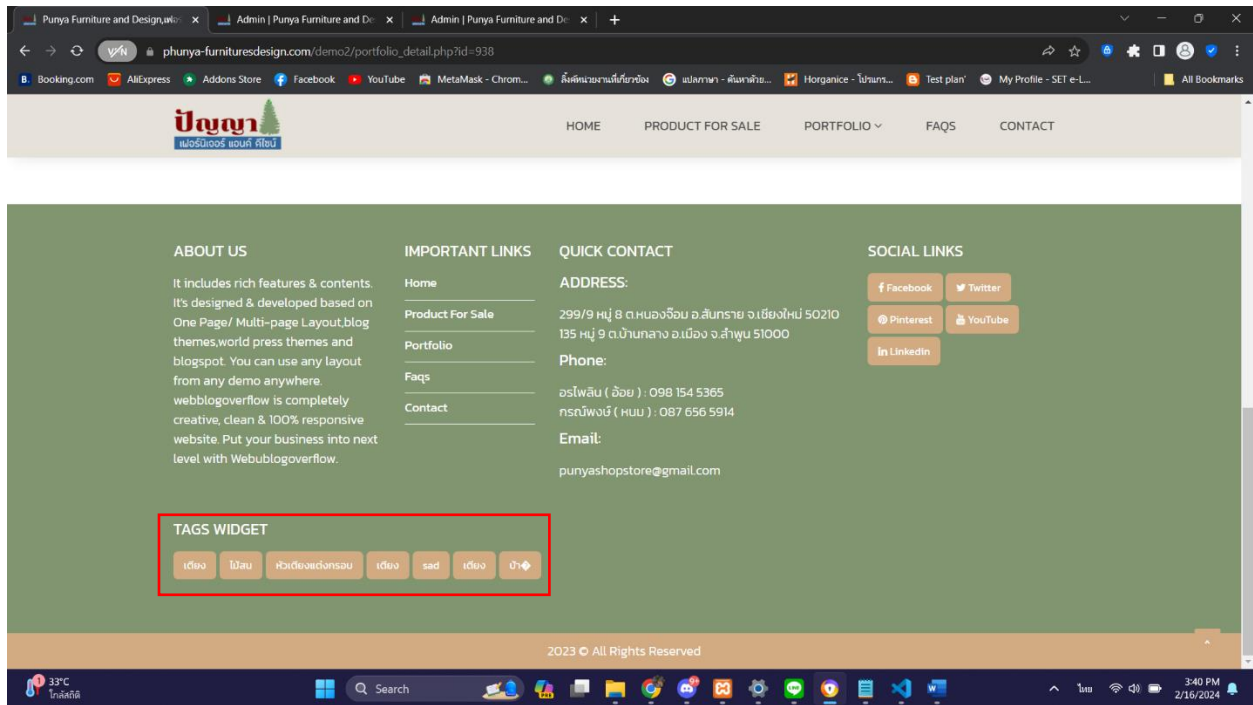 Punya Furniture and Design,เฟอ
Admin | Punya Furniture and De
Admin | Punya Furniture and De
VPN
phunya-furnituresdesign.com/demo2/portfolio_detail.php?id=938
Booking.com
AliExpress
Addons Store
Facebook
YouTube
MetaMask - Chrom...
ลิ้งค์หน่วยงานที่เกี่ยวข้อง
แปลภาษา - ค้นหาด้วย...
Horganice - โปรแกร...
Test plan'
My Profile - SET e-L...
All Bookmarks
ปัญญา
เฟอร์นิเจอร์ แอนด์ ดีไซน์
HOME
PRODUCT FOR SALE
PORTFOLIO
FAQS
CONTACT
ABOUT US
It includes rich features & contents.
It's designed & developed based on
One Page/ Multi-page Layout,blog
themes,world press themes and
blogspot. You can use any layout
from any demo anywhere.
webblogoverflow is completely
creative, clean & 100% responsive
website. Put your business into next
level with Webublogoverflow.
IMPORTANT LINKS
Home
Product For Sale
Portfolio
Faqs
Contact
QUICK CONTACT
ADDRESS:
299/9 หมู่ 8 ต.หนองจ๊อม อ.สันทราย จ.เชียงใหม่ 50210
135 หมู่ 9 ต.บ้านกลาง อ.เมือง จ.ลำพูน 51000
Phone:
อรไพลิน ( อ้อย ) : 098 154 5365
กรณ์พงษ์ ( หนุ่ม ) : 087 656 5914
Email:
punyashopstore@gmail.com
SOCIAL LINKS
Facebook
Twitter
Pinterest
YouTube
LinkedIn
TAGS WIDGET
เตียง
ไม้สน
หัวเตียงแต่งกรอบ
เตียง
sad
เตียง
ม้า�
2023 © All Rights Reserved
33°C
ใกล้สถิติ
Search
ไทย
3:40 PM
2/16/2024